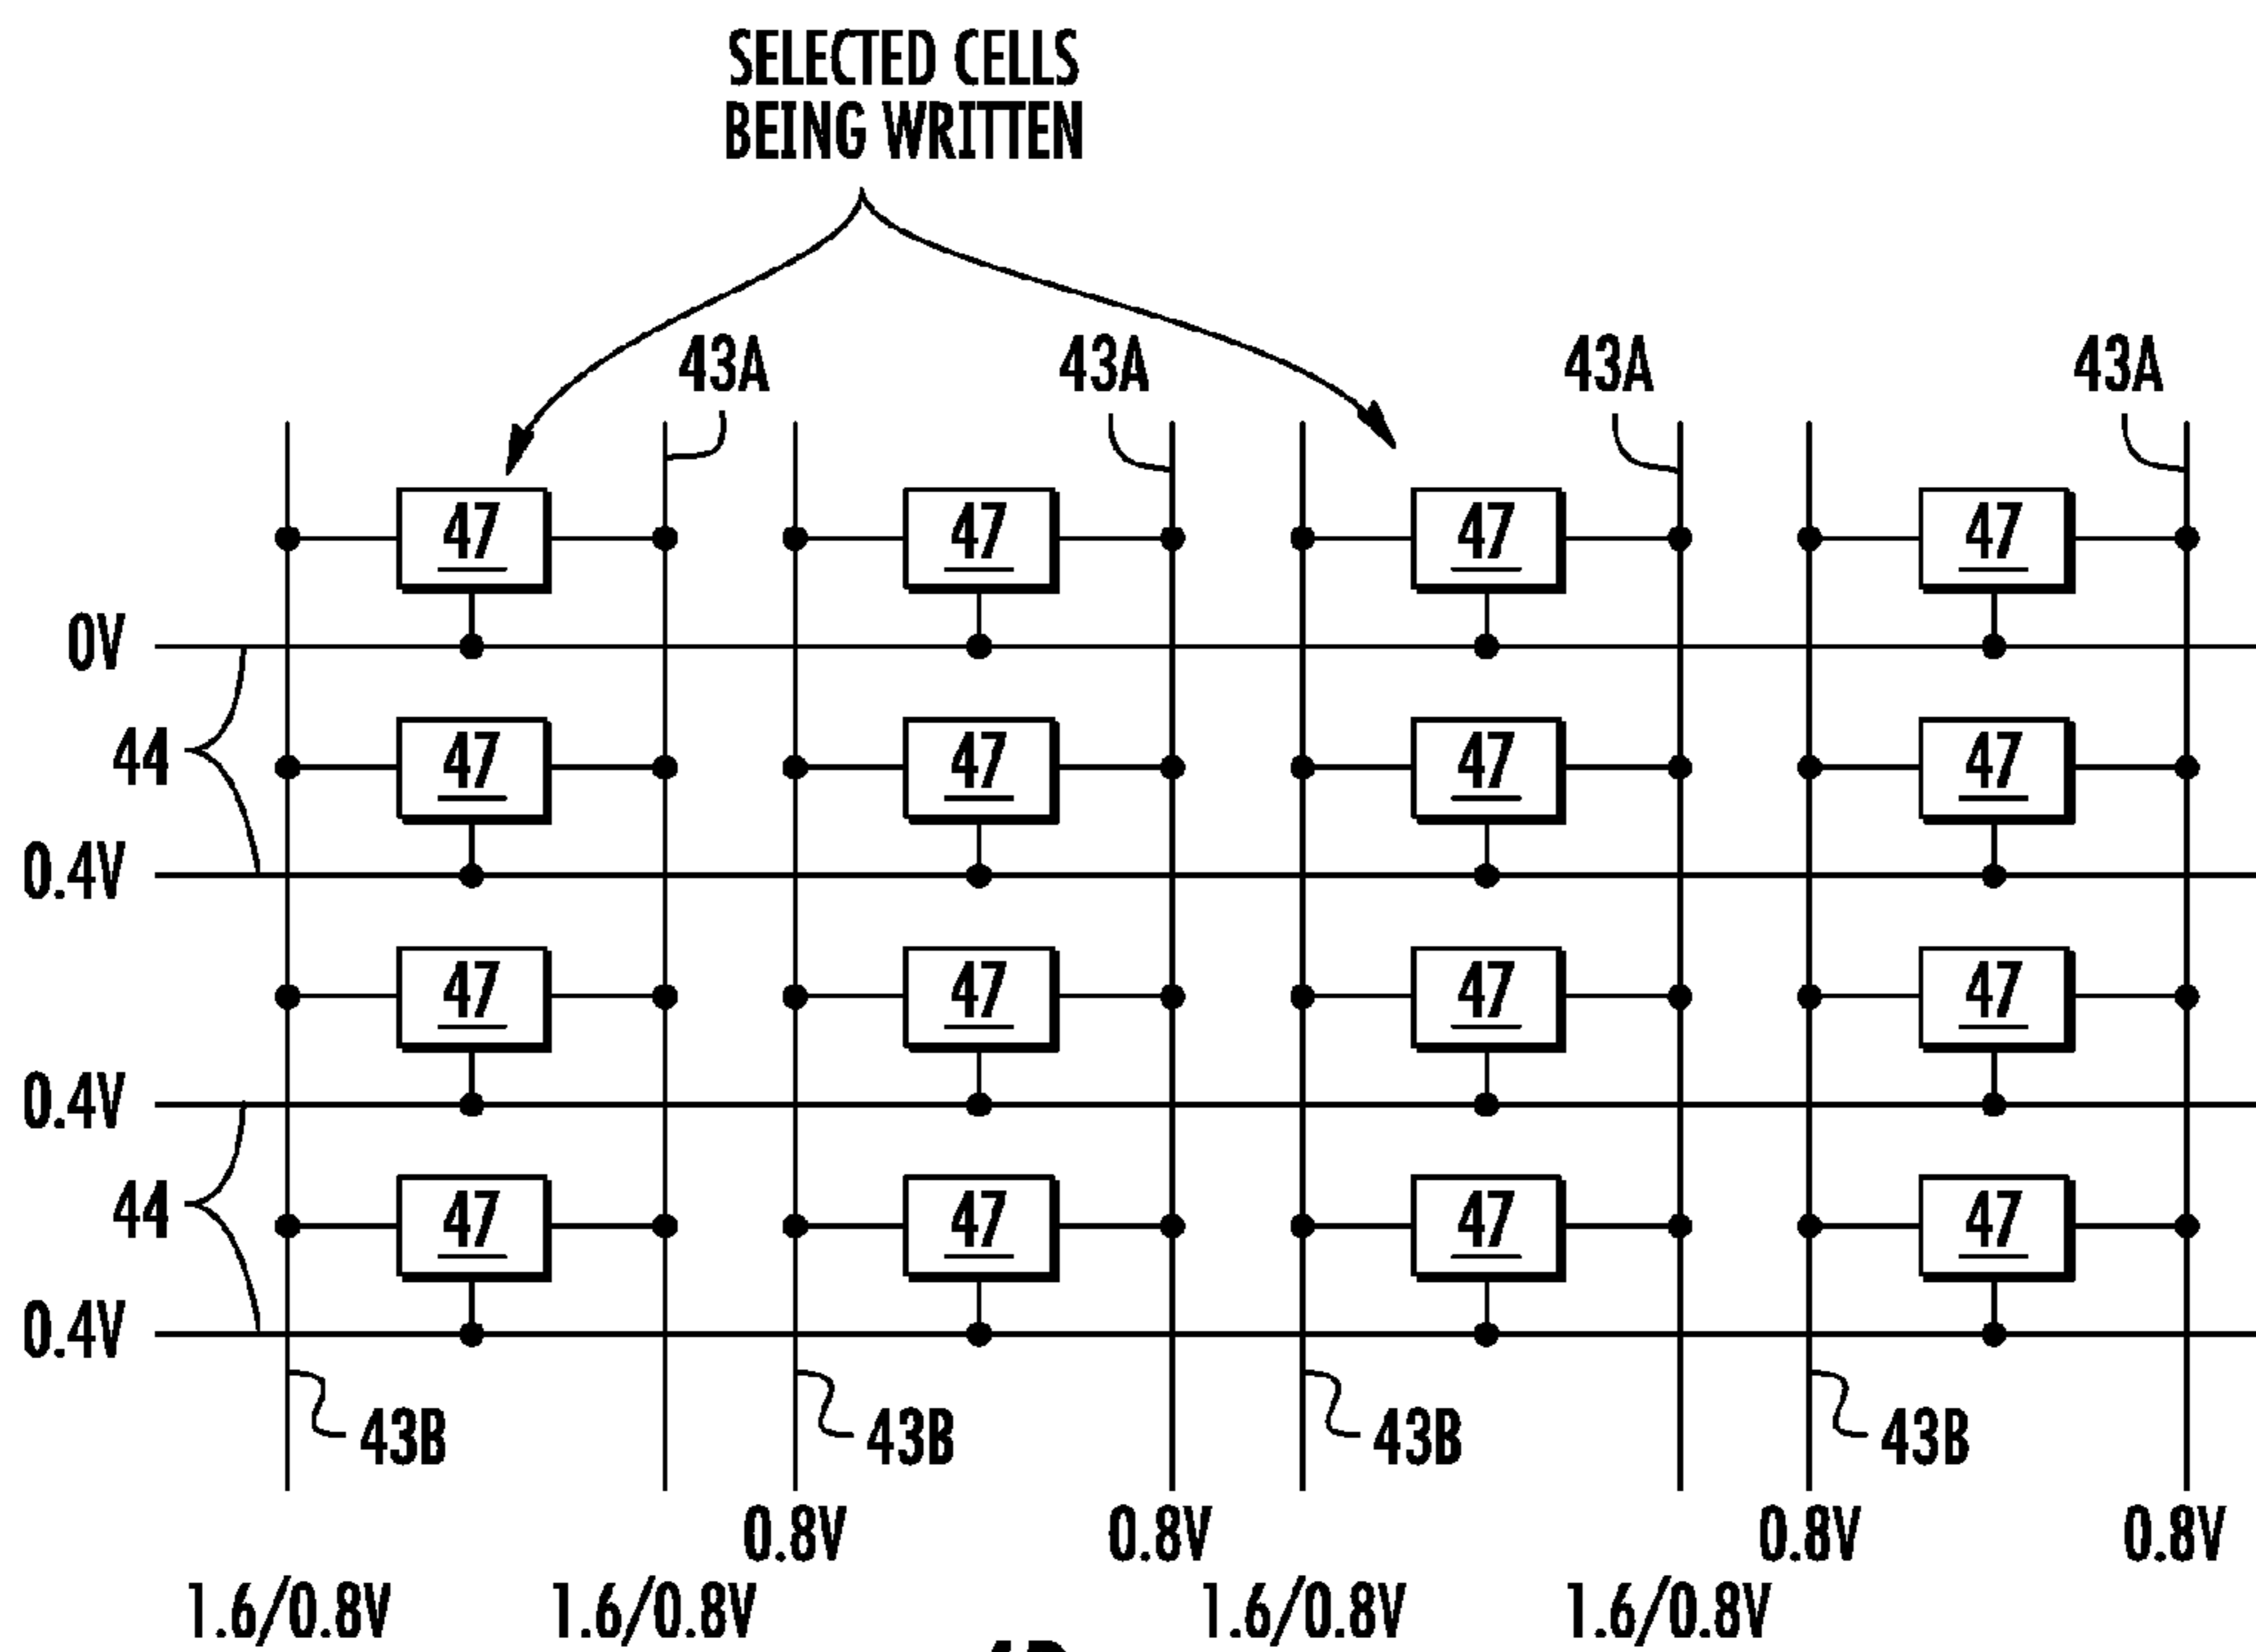 SELECTED CELLS
BEING WRITTEN
43A 43A 43A 43A
47 47 47 47
0V
44
47 47 47 47
0.4V
47 47 47 47
0.4V
44
47 47 47 47
0.4V
43B 43B 43B 43B
0.8V 0.8V 0.8V 0.8V
1.6/0.8V 1.6/0.8V 1.6/0.8V 1.6/0.8V